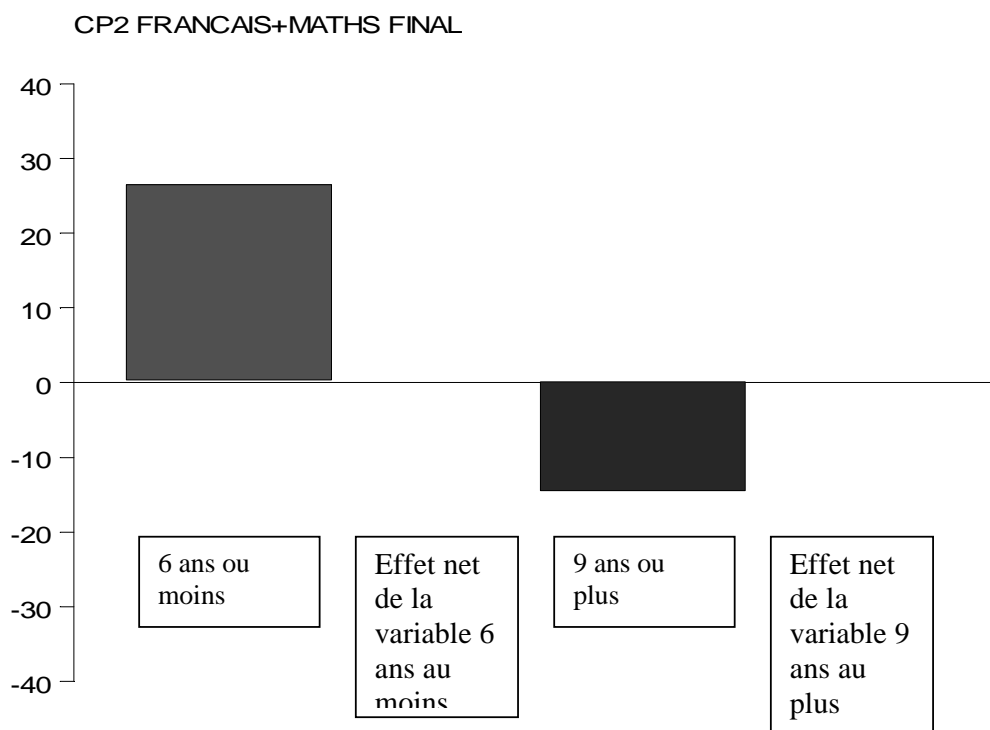 CP2 FRANCAIS+MATHS FINAL
40
30
20
10
0
-10
-20
-30
-40
6 ans ou
moins
Effet net
de la
variable 6
ans au
moins
9 ans ou
plus
Effet net
de la
variable 9
ans au
plus